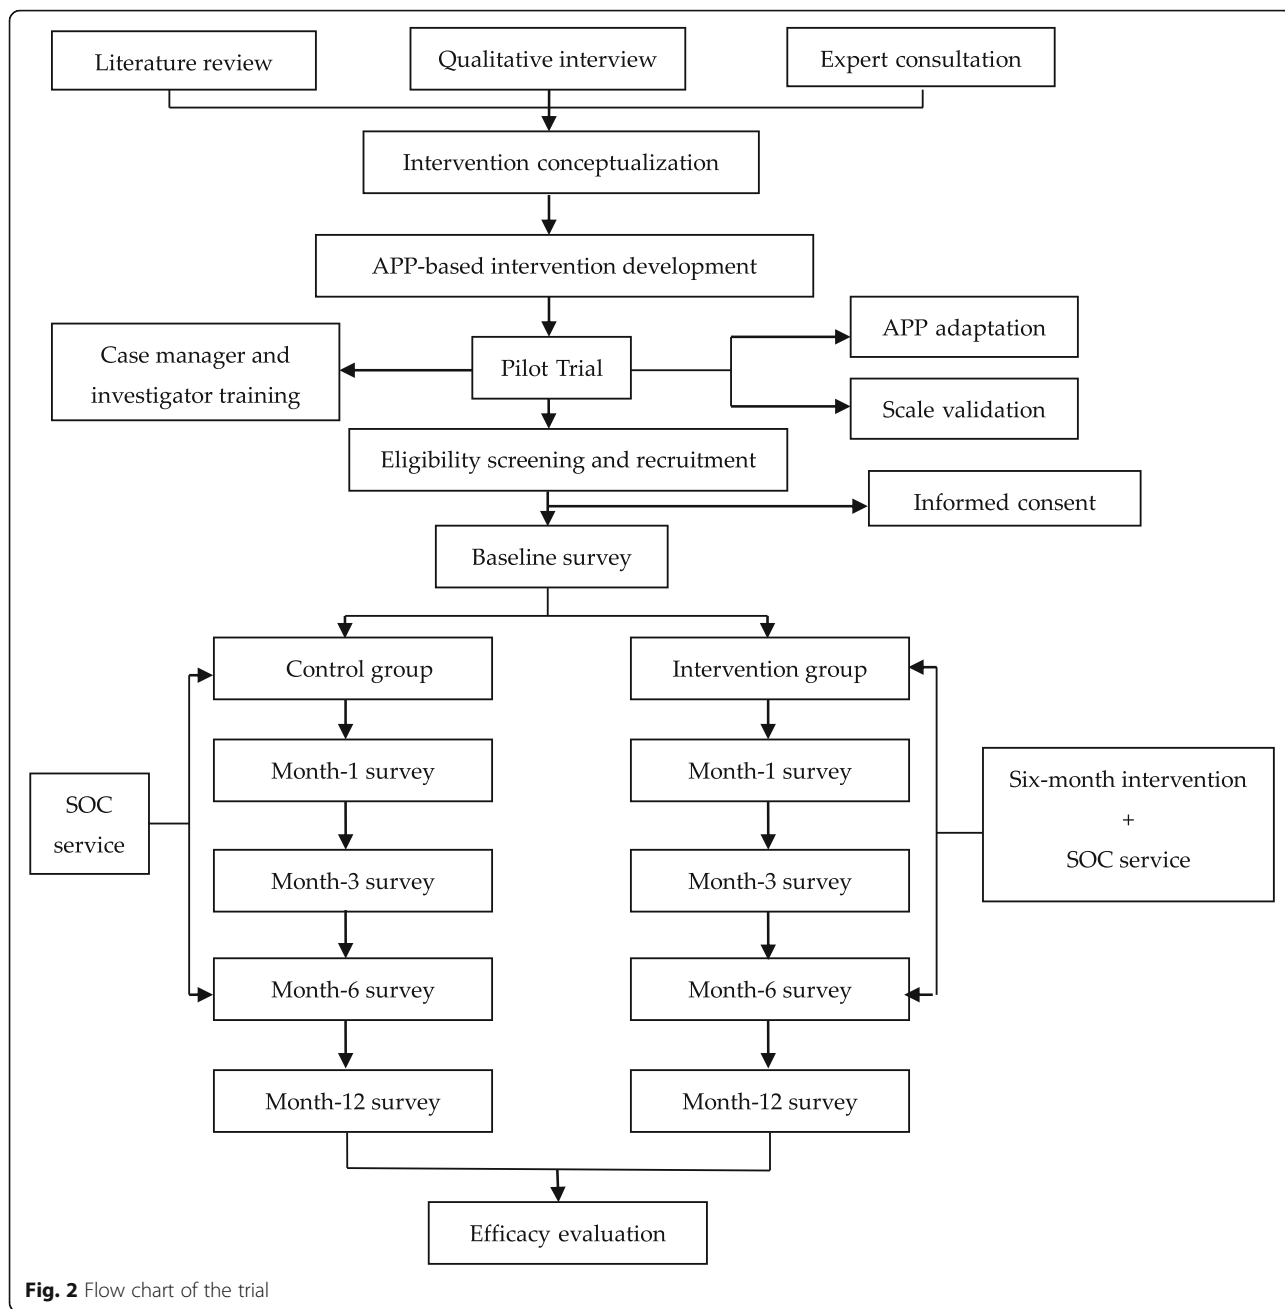 Literature review
Qualitative interview
Expert consultation
Intervention conceptualization
APP-based intervention development
Case manager and
investigator training
Pilot Trial
APP adaptation
Scale validation
Eligibility screening and recruitment
Informed consent
Baseline survey
Control group
Intervention group
Month-1 survey
Month-1 survey
SOC
service
Six-month intervention
+
SOC service
Month-3 survey
Month-3 survey
Month-6 survey
Month-6 survey
Month-12 survey
Month-12 survey
Efficacy evaluation
Fig. 2 Flow chart of the trial